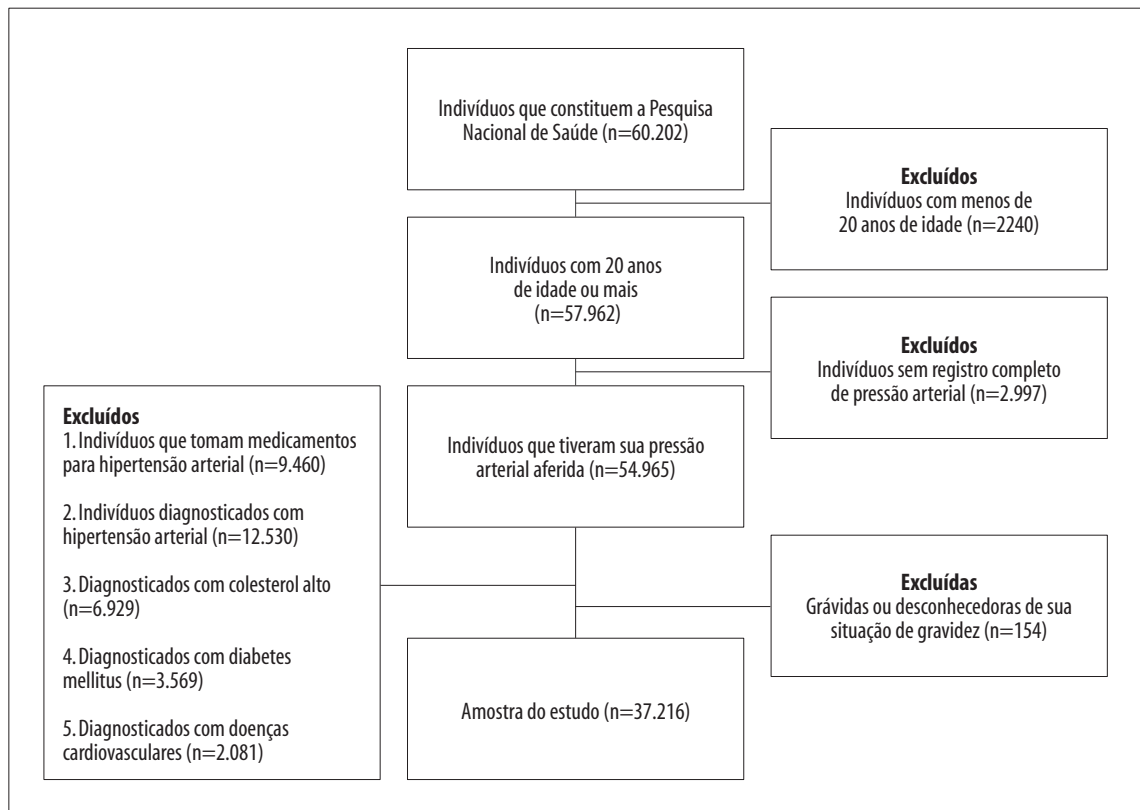 Indivíduos que constituem a Pesquisa
Nacional de Saúde (n=60.202)
Excluídos
Indivíduos com menos de
20 anos de idade (n=2240)
Indivíduos com 20 anos
de idade ou mais
(n=57.962)
Excluídos
Indivíduos sem registro completo
de pressão arterial (n=2.997)
Indivíduos que tiveram sua pressão
arterial aferida (n=54.965)
Excluídos
1. Indivíduos que tomam medicamentos
para hipertensão arterial (n=9.460)
2. Indivíduos diagnosticados com
hipertensão arterial (n=12.530)
3. Diagnosticados com colesterol alto
(n=6.929)
4. Diagnosticados com diabetes
mellitus (n=3.569)
5. Diagnosticados com doenças
cardiovasculares (n=2.081)
Excluídas
Grávidas ou desconhecedoras de sua
situação de gravidez (n=154)
Amostra do estudo (n=37.216)